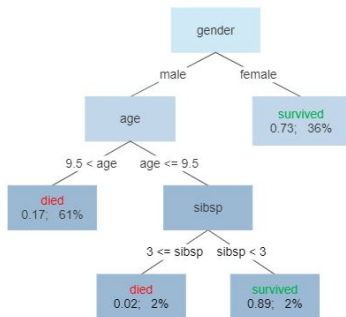 gender
male female
age
survived
0.73; 36%
9.5 < age age <= 9.5
died
0.17; 61%
sibsp
3 <= sibsp sibsp < 3
died
0.02; 2%
survived
0.89; 2%